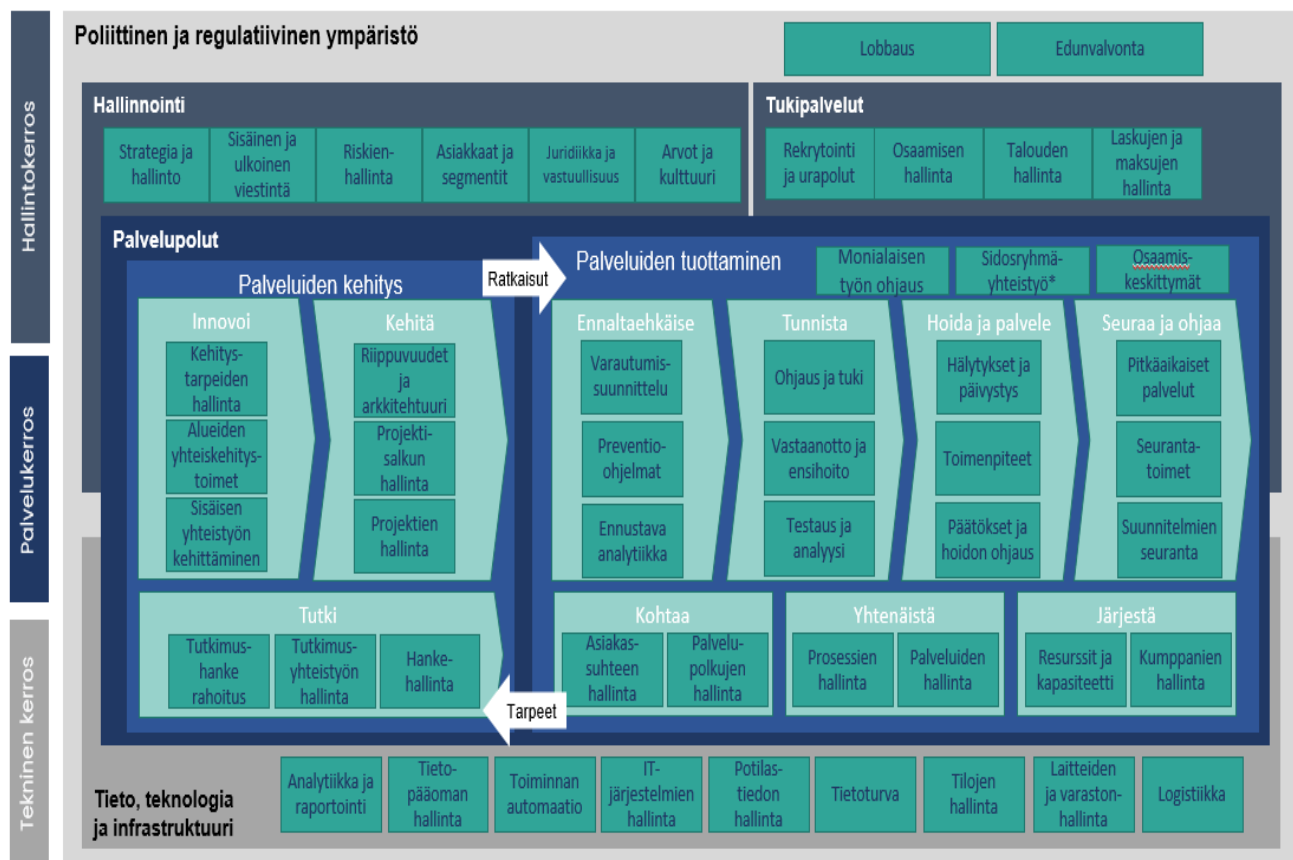 Hallintokerros
Palvelukerros
Tekninen kerros
Poliittinen ja regulatiivinen ympäristö
Lobbaus
Edunvalvonta
Hallinnointi
Strategia ja
hallinto
Sisäinen ja
ulkoinen
viestintä
Riskien-
hallinta
Asiakkaat ja
segmentit
Juridiikka ja
vastuullisuus
Arvot ja
kulttuuri
Tukipalvelut
Rekrytointi
ja urapolut
Osaamisen
hallinta
Talouden
hallinta
Laskujen ja
maksujen
hallinta
Palvelupolut
Palveluiden kehitys
Ratkaisut
Innovoi
Kehitys-
tarpeiden
hallinta
Alueiden
yhteiskehitys-
toimet
Sisäisen
yhteistyön
kehittäminen
Kehitä
Riippuvuudet
ja
arkkitehtuuri
Projekti-
salkun
hallinta
Projektien
hallinta
Tutki
Tutkimus-
hanke
rahoitus
Tutkimus-
yhteistyön
hallinta
Hanke-
hallinta
Tarpeet
Palveluiden tuottaminen
Monialaisen
työn ohjaus
Sidosryhmä-
yhteistyö*
Osaamis-
keskittymät
Ennaltaehkäise
Varautumis-
suunnittelu
Preventio-
ohjelmat
Ennustava
analytiikka
Tunnista
Ohjaus ja tuki
Vastaanotto ja
ensihoito
Testaus ja
analyysi
Hoida ja palvele
Hälytykset ja
päivystys
Toimenpiteet
Päätökset ja
hoidon ohjaus
Seuraa ja ohjaa
Pitkäaikaiset
palvelut
Seuranta-
toimet
Suunnitelmien
seuranta
Kohtaa
Asiakas-
suhteen
hallinta
Palvelu-
polkujen
hallinta
Yhtenäistä
Prosessien
hallinta
Palveluiden
hallinta
Järjestä
Resurssit ja
kapasiteetti
Kumppanien
hallinta
Tieto, teknologia
ja infrastruktuuri
Analytiikka ja
raportointi
Tieto-
pääoman
hallinta
Toiminnan
automaatio
IT-
järjestelmien
hallinta
Potilas-
tiedon
hallinta
Tietoturva
Tilojen
hallinta
Laitteiden
ja varaston-
hallinta
Logistiikka